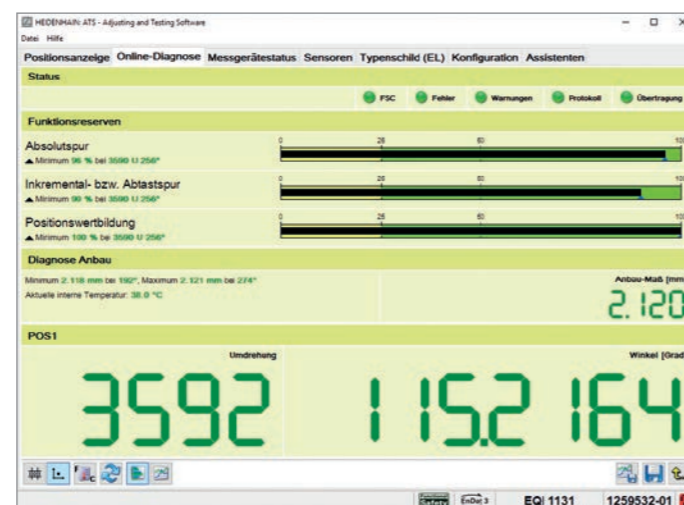 HEIDENHAIN: ATS - Adjusting and Testing Software
Datei Hilfe
Positionsanzeige Online-Diagnose Messgerätestatus Sensoren Typenschild (EL) Konfiguration Assistenten
Status
FSC Fehler Warnungen Protokoll Übertragung
Funktionsreserven
Absolutspur 0 25 50 100
▲ Minimum 96 % bei 3590 U 256°
Inkremental- bzw. Abtastspur 0 25 50 100
▲ Minimum 90 % bei 3590 U 256°
Positionswertbildung 0 25 50 100
▲ Minimum 100 % bei 3590 U 256°
Diagnose Anbau
Minimum 2.118 mm bei 192°, Maximum 2.121 mm bei 274° Anbau-Maß [mm
Aktuelle interne Temperatur: 38.0 °C
2.120
POS1
Umdrehung Winkel [Grad
3592 115.2164
EnDat 3 EQI 1131 1259532-01